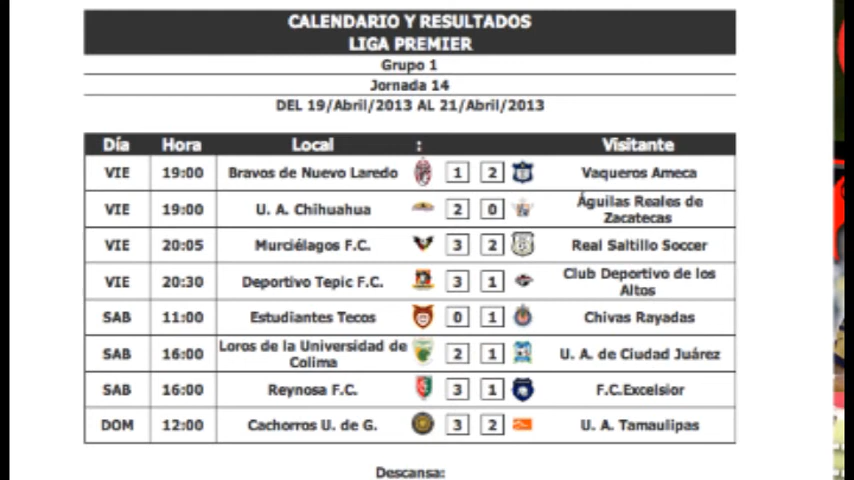 CALENDARIO Y RESULTADOS
LIGA PREMIER
Grupo 1
Jornada 14
DEL 19/Abril/2013 AL 21/Abril/2013
Día Hora Local : Visitante
VIE 19:00 Bravos de Nuevo Laredo 1 2 Vaqueros Ameca
VIE 19:00 U. A. Chihuahua 2 0 Águilas Reales de
Zacatecas
VIE 20:05 Murciélagos F.C. 3 2 Real Saltillo Soccer
VIE 20:30 Deportivo Tepic F.C. 3 1 Club Deportivo de los
Altos
SAB 11:00 Estudiantes Tecos 0 1 Chivas Rayadas
SAB 16:00 Loros de la Universidad de
Colima 2 1 U. A. de Ciudad Juárez
SAB 16:00 Reynosa F.C. 3 1 F.C.Excelsior
DOM 12:00 Cachorros U. de G. 3 2 U. A. Tamaulipas
Descansa: